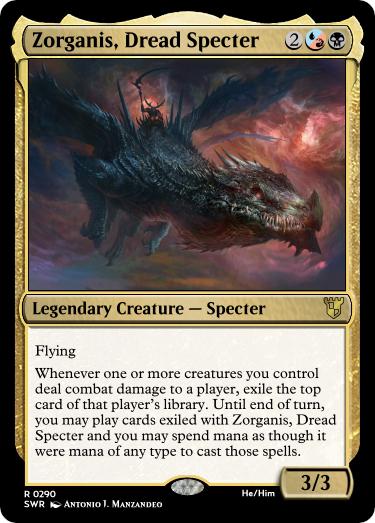 Zorganis, Dread Specter 2
Legendary Creature — Specter
Flying
Whenever one or more creatures you control
deal combat damage to a player, exile the top
card of that player's library. Until end of turn,
you may play cards exiled with Zorganis, Dread
Specter and you may spend mana as though it
were mana of any type to cast those spells.
3/3
R 0290
He/Him
SWR Antonio J. Manzanedo